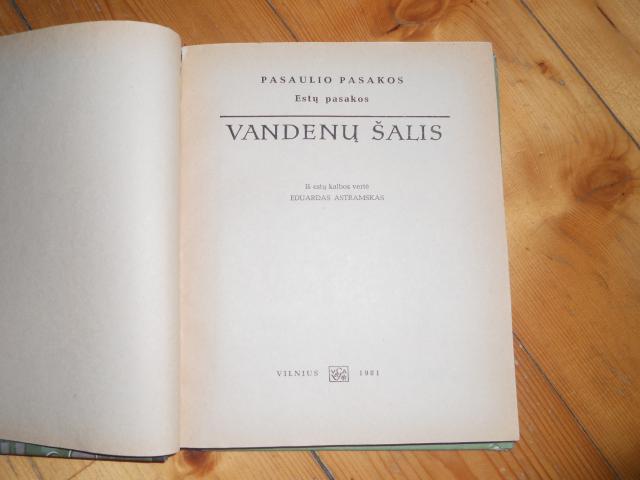 PASAULIO PASAKOS
Estų pasakos
VANDENŲ ŠALIS
Iš estų kalbos vertė
EDUARDAS ASTRAMSKAS
VILNIUS 1981